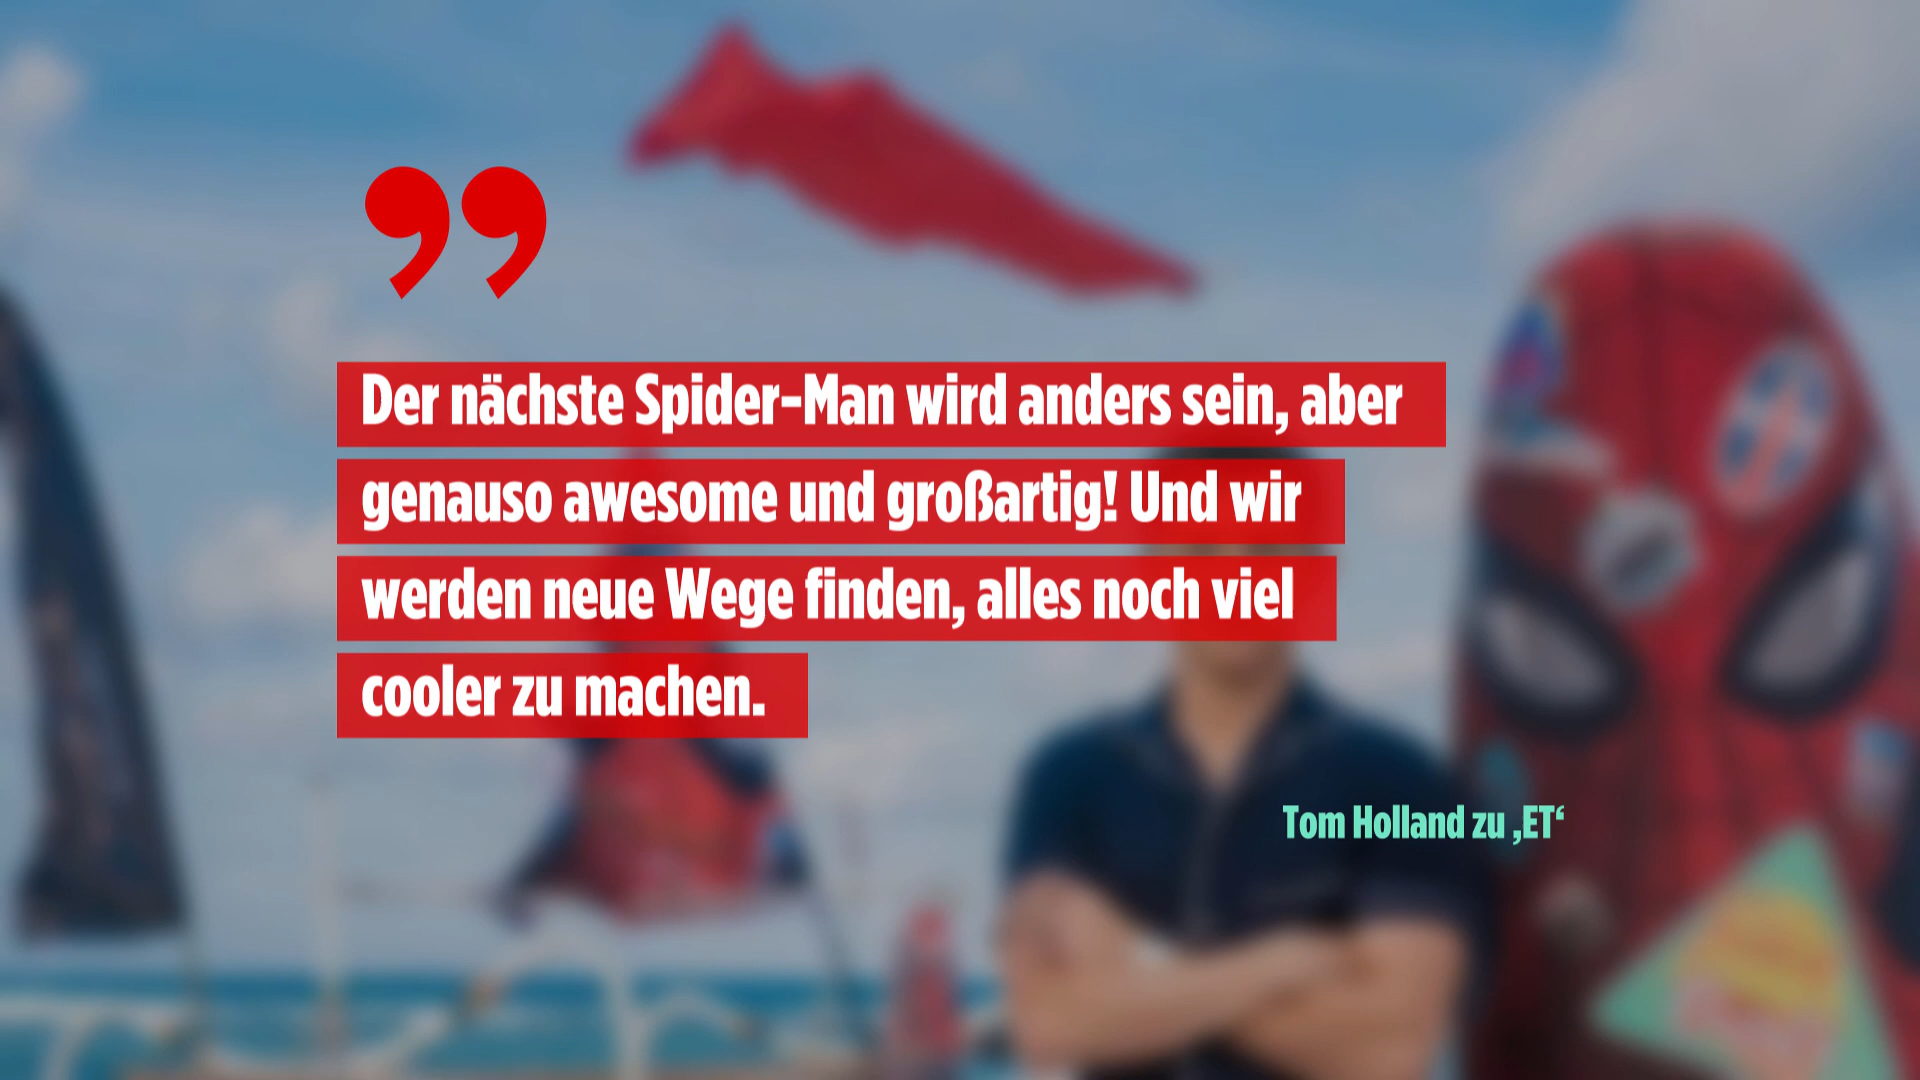 ”
Der nächste Spider-Man wird anders sein, aber
genauso awesome und großartig! Und wir
werden neue Wege finden, alles noch viel
cooler zu machen.
Tom Holland zu ‚ET‘